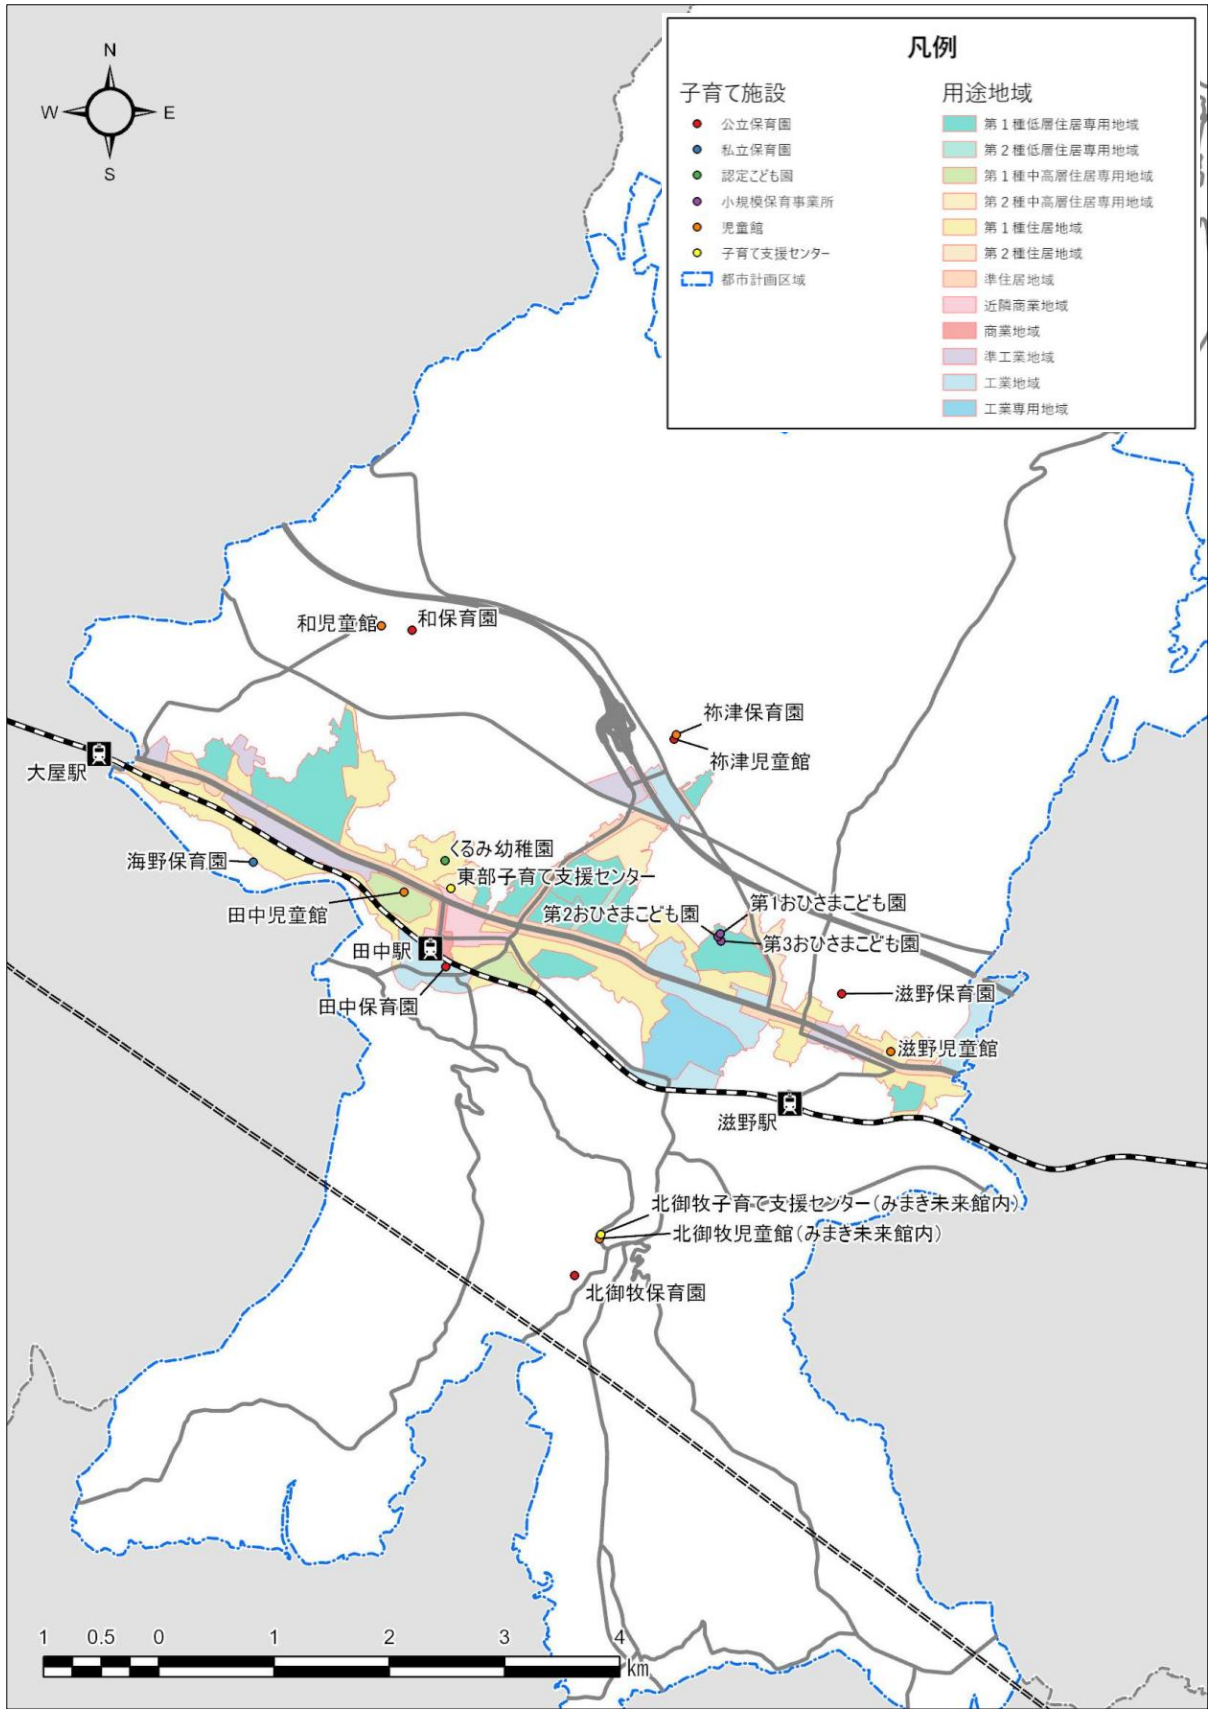 N
W
E
S
凡例
子育て施設
公立保育園
私立保育園
認定こども園
小規模保育事業所
児童館
子育て支援センター
都市計画区域
用途地域
第1種低層住居専用地域
第2種低層住居専用地域
第1種中高層住居専用地域
第2種中高層住居専用地域
第1種住居地域
第2種住居地域
準住居地域
近隣商業地域
商業地域
準工業地域
工業地域
工業専用地域
和児童館
和保育園
祢津保育園
祢津児童館
大屋駅
海野保育園
くるみ幼稚園
東部子育て支援センター
田中児童館
第1おひさまこども園
第2おひさまこども園
第3おひさまこども園
田中駅
田中保育園
滋野保育園
滋野児童館
滋野駅
北御牧子育て支援センター(みまき未来館内)
北御牧児童館(みまき未来館内)
北御牧保育園
1 0.5 0 1 2 3 4
km